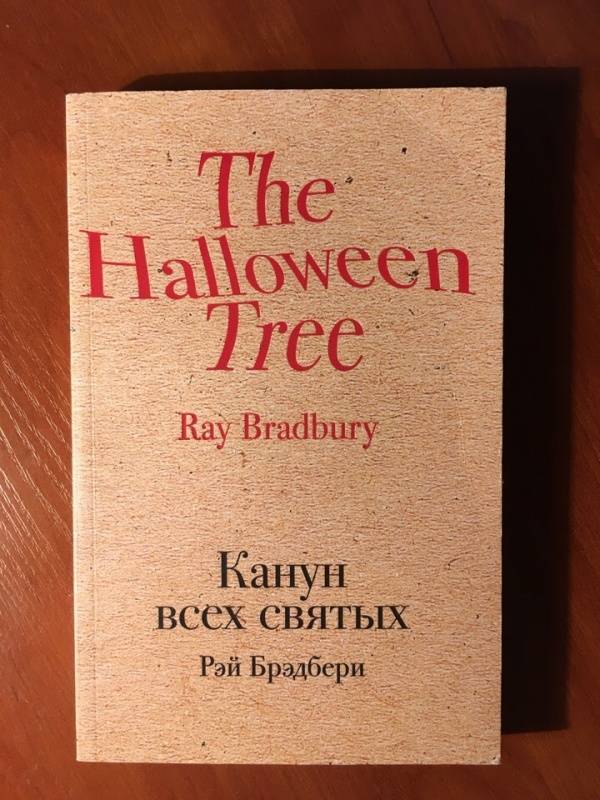 The
Halloween
Tree
Ray Bradbury
Канун
всех святых
Рэй Брэдбери